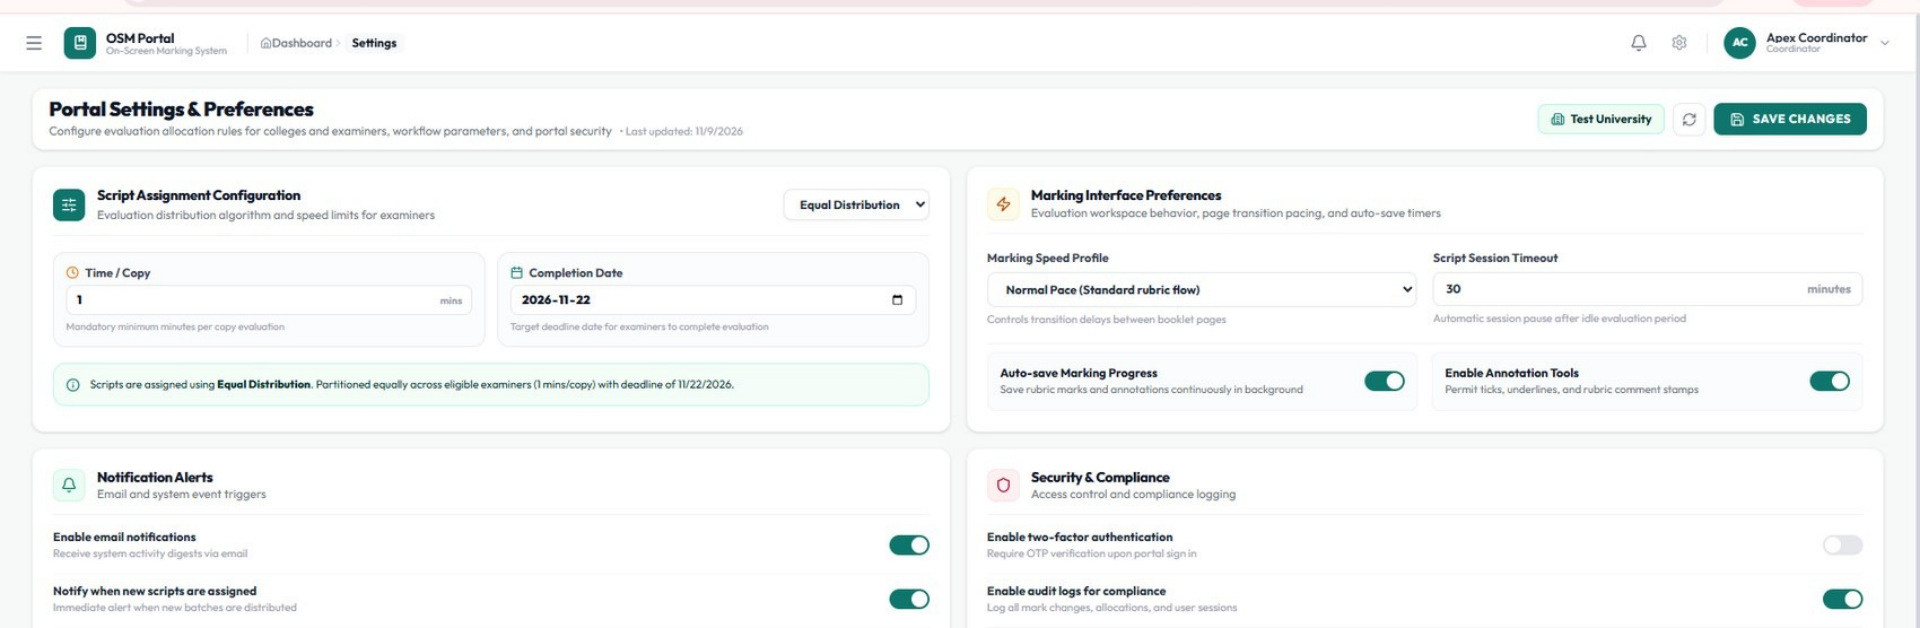 OSM Portal
On-Screen Marking System
Dashboard
Settings
AC
Apex Coordinator
Coordinator
Portal Settings & Preferences
Configure evaluation allocation rules for colleges and examiners, workflow parameters, and portal security • Last updated: 11/9/2026
Test University
SAVE CHANGES
Script Assignment Configuration
Evaluation distribution algorithm and speed limits for examiners
Equal Distribution
Time / Copy
1 mins
Mandatory minimum minutes per copy evaluation
Completion Date
2026-11-22
Target deadline date for examiners to complete evaluation
Scripts are assigned using Equal Distribution. Partitioned equally across eligible examiners (1 mins/copy) with deadline of 11/22/2026.
Marking Interface Preferences
Evaluation workspace behavior, page transition pacing, and auto-save timers
Marking Speed Profile
Normal Pace (Standard rubric flow)
Controls transition delays between booklet pages
Script Session Timeout
30 minutes
Automatic session pause after idle evaluation period
Auto-save Marking Progress
Save rubric marks and annotations continuously in background
Enable Annotation Tools
Permit ticks, underlines, and rubric comment stamps
Notification Alerts
Email and system event triggers
Enable email notifications
Receive system activity digests via email
Notify when new scripts are assigned
Immediate alert when new batches are distributed
Security & Compliance
Access control and compliance logging
Enable two-factor authentication
Require OTP verification upon portal sign in
Enable audit logs for compliance
Log all mark changes, allocations, and user sessions